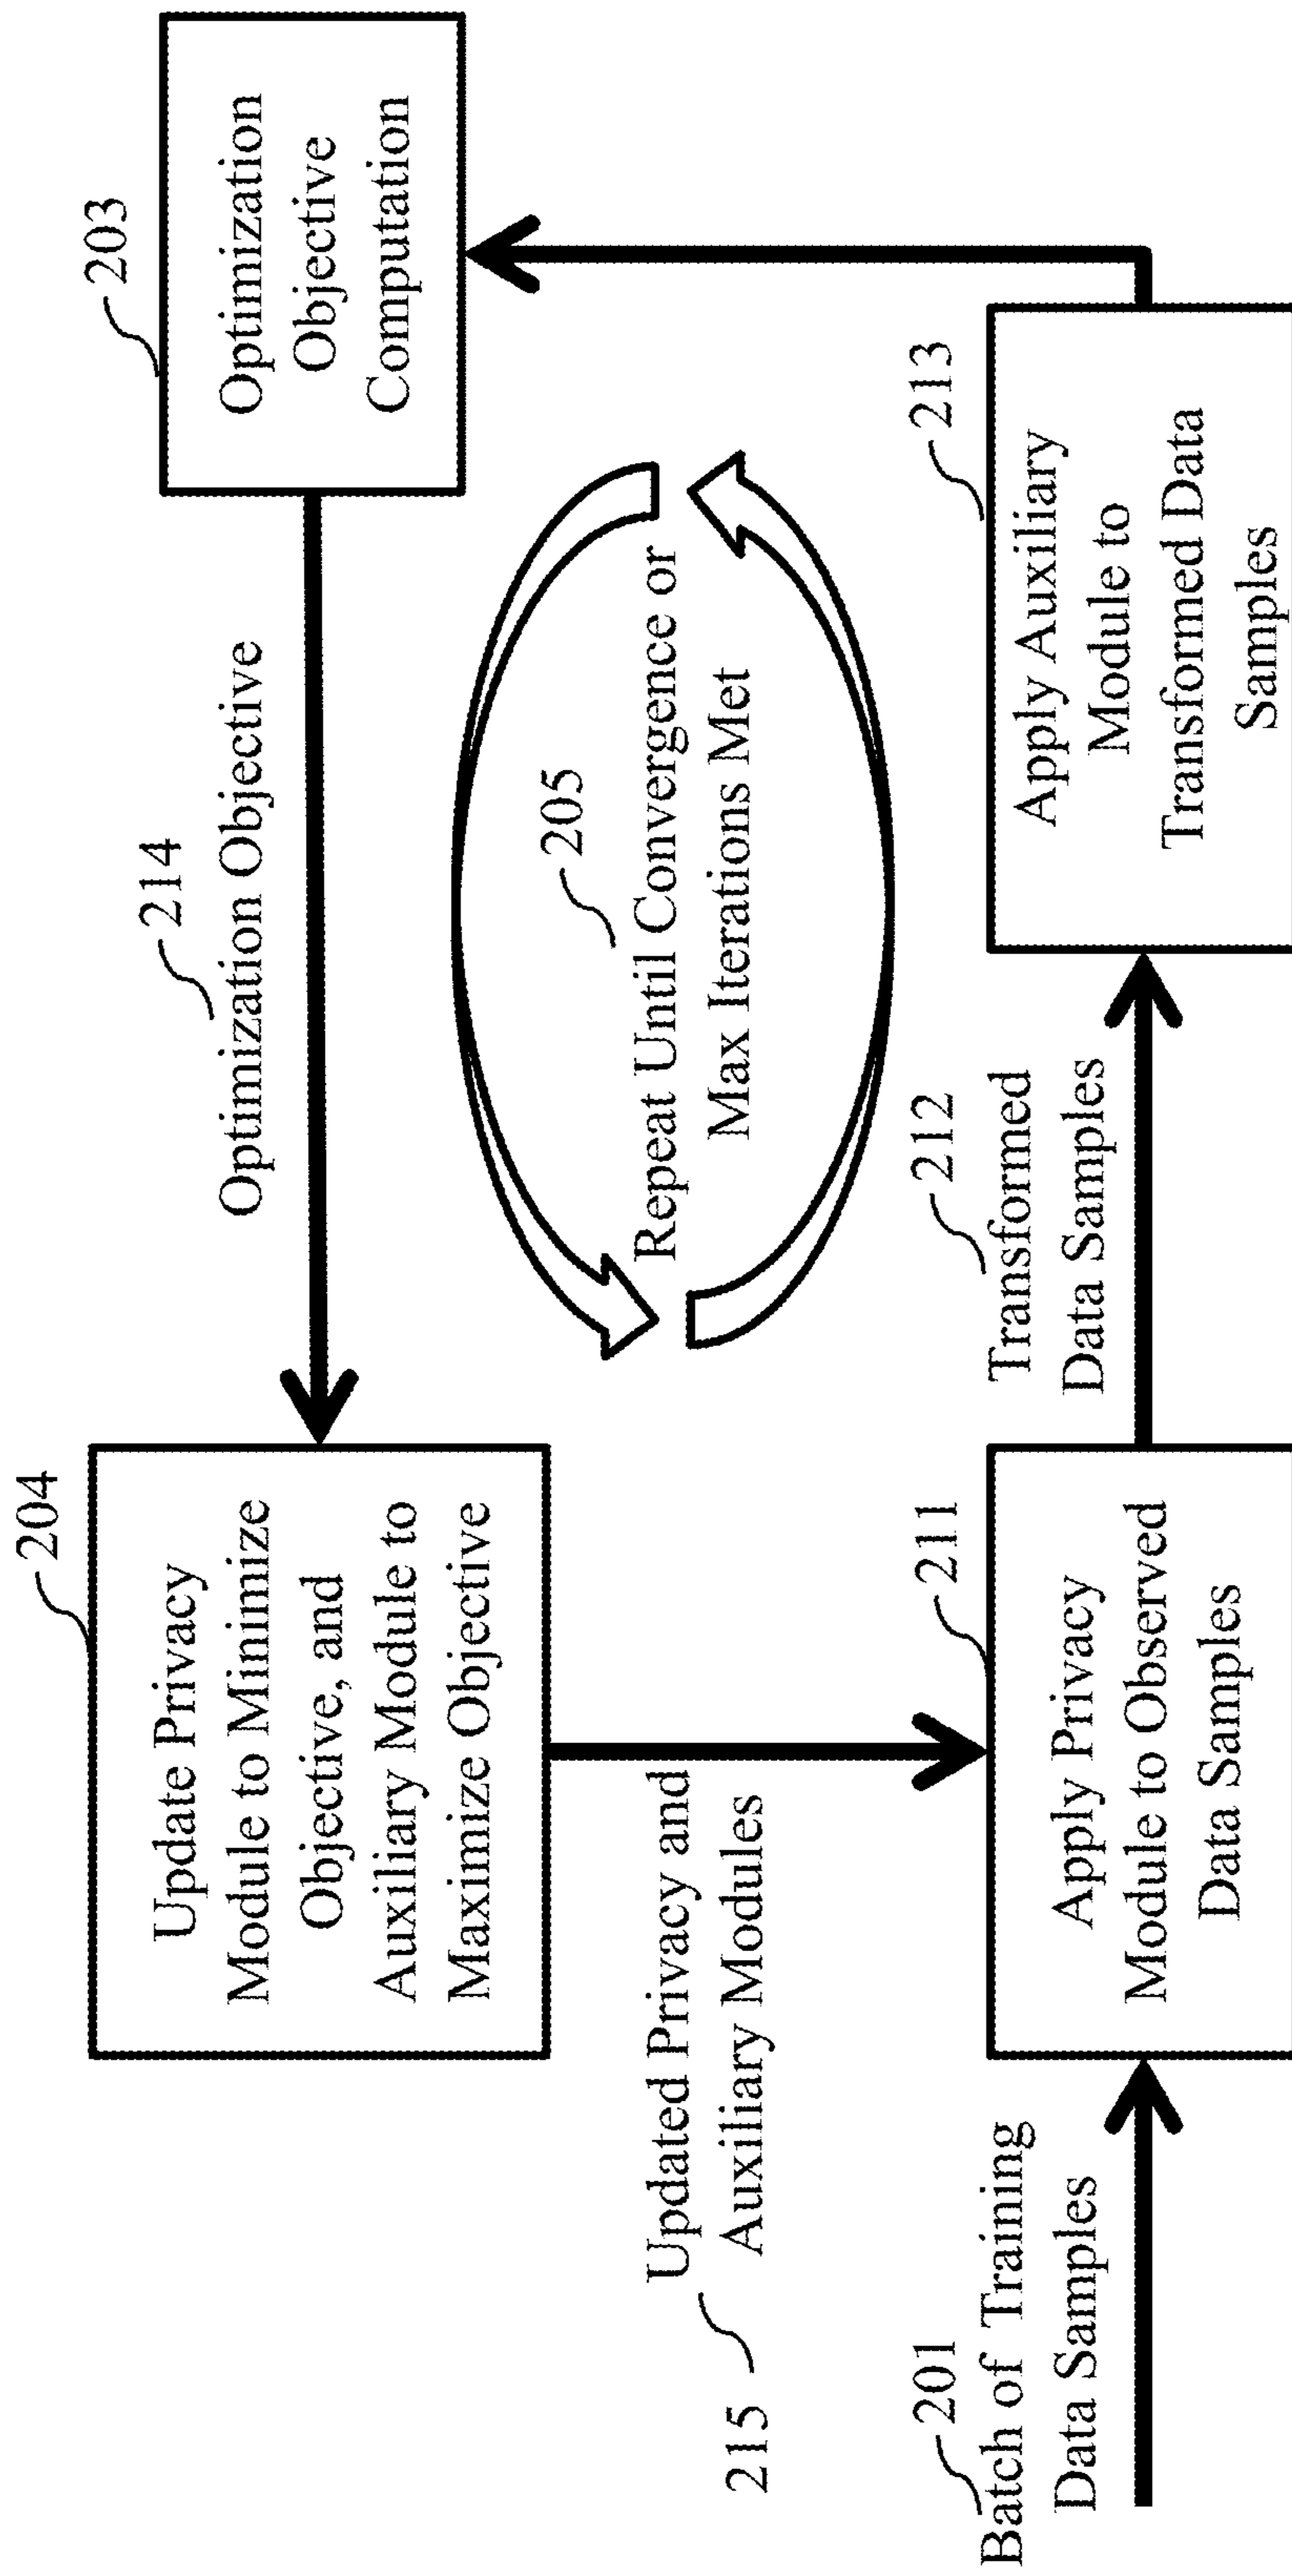 204
Update Privacy
Module to Minimize
Objective, and
Auxiliary Module to
Maximize Objective
214
Optimization Objective
203
Optimization
Objective
Computation
205
Repeat Until Convergence or
Max Iterations Met
215
Updated Privacy and
Auxiliary Modules
201
Batch of Training
Data Samples
211
Apply Privacy
Module to Observed
Data Samples
212
Transformed
Data Samples
213
Apply Auxiliary
Module to
Transformed Data
Samples